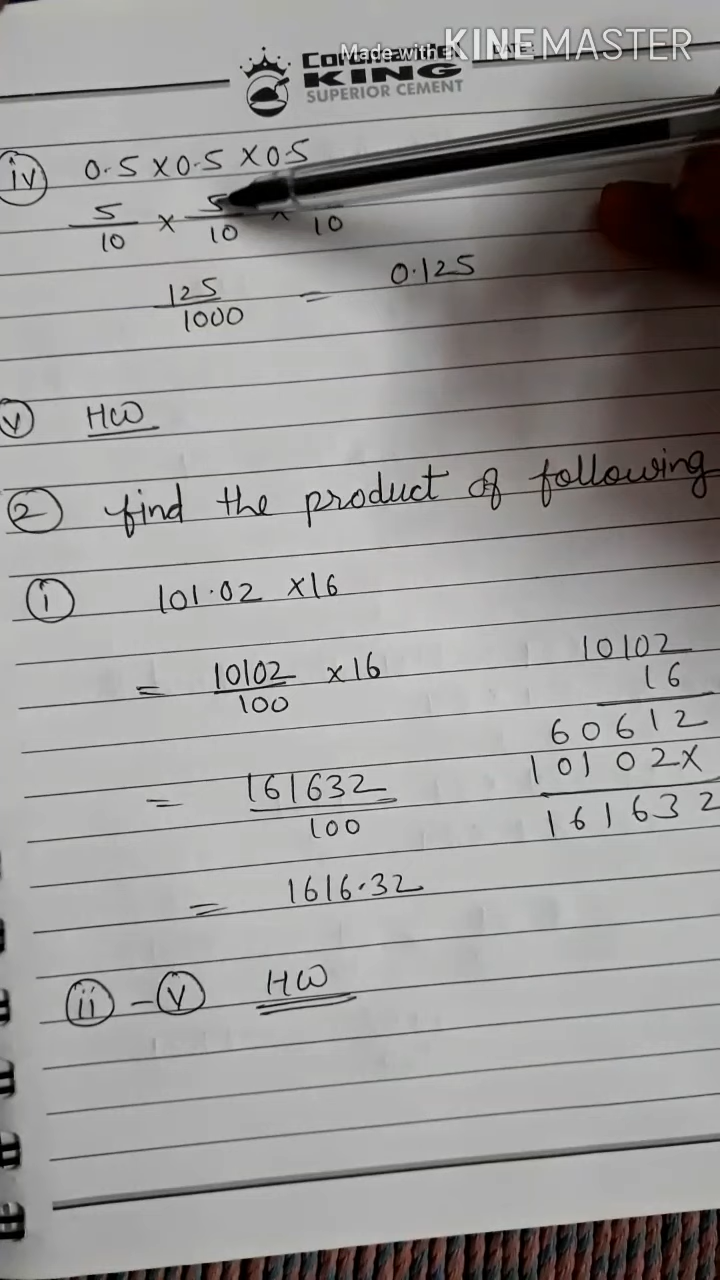 Made with KINEMASTER
KING
SUPERIOR CEMENT
iv 0.5 × 0.5 × 0.5
5/10 × 5/10 × /10
125/1000 = 0.125
v HW
2 find the product of following
i 101.02 × 16
= 10102/100 × 16
10102
16
60612
10102×
161632
= 161632/100
= 1616.32
ii - v HW